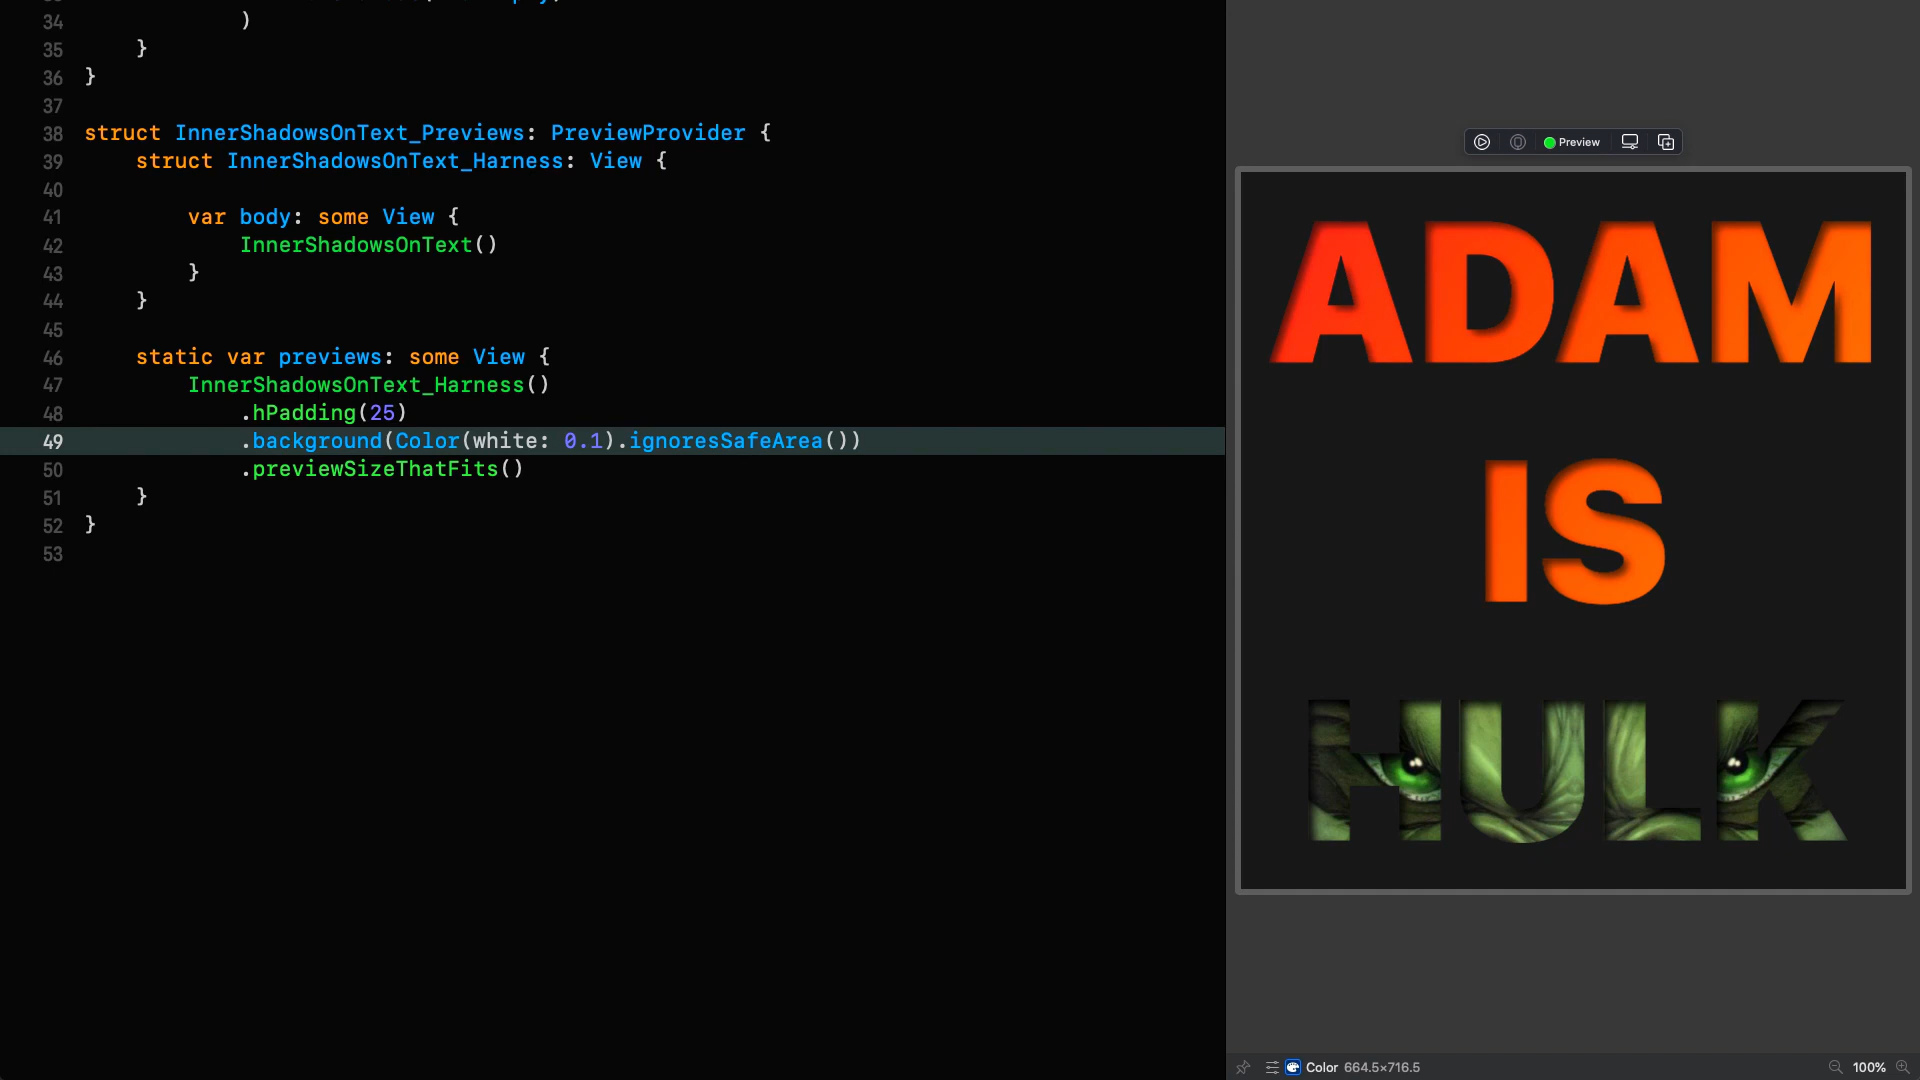 34 )
35 }
36 }
37
38 struct InnerShadowsOnText_Previews: PreviewProvider {
39 struct InnerShadowsOnText_Harness: View {
40
41 var body: some View {
42 InnerShadowsOnText()
43 }
44 }
45
46 static var previews: some View {
47 InnerShadowsOnText_Harness()
48 .hPadding(25)
49 .background(Color(white: 0.1).ignoresSafeArea())
50 .previewSizeThatFits()
51 }
52 }
53
Preview
ADAM
IS
HULK
Color 664.5×716.5
100%